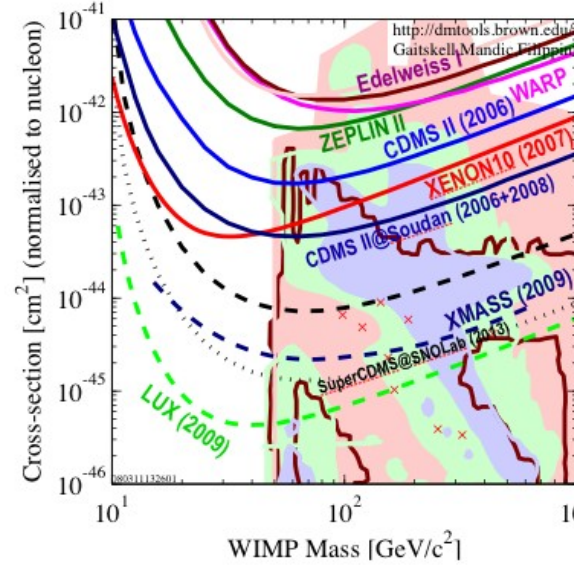 http://dmtools.brown.edu/
Gaitskell, Mandic, Filippini
10^-41
10^-42
10^-43
10^-44
10^-45
10^-46
Cross-section [cm^2] (normalised to nucleon)
Edelweiss I
WARP
ZEPLIN II
CDMS II (2006)
XENON10 (2007)
CDMS II@Soudan (2006+2008)
XMASS (2009)
SuperCDMS@SNOLab (2013)
LUX (2009)
080311132601
10^1
10^2
WIMP Mass [GeV/c^2]